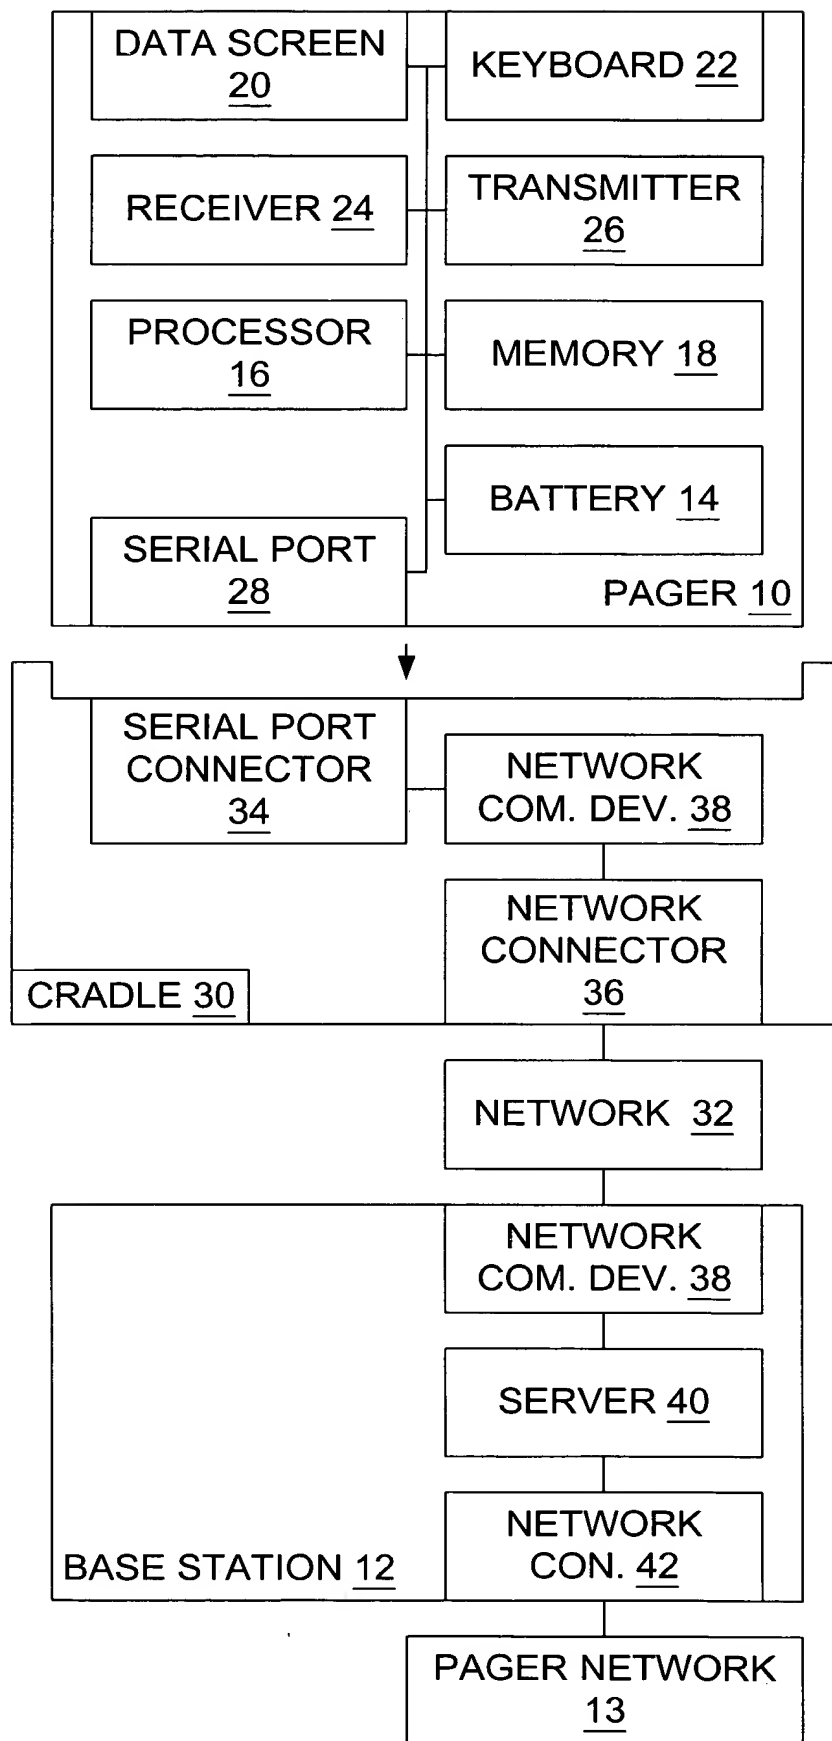 DATA SCREEN
20
KEYBOARD 22
RECEIVER 24
TRANSMITTER
26
PROCESSOR
16
MEMORY 18
BATTERY 14
SERIAL PORT
28
PAGER 10
SERIAL PORT
CONNECTOR
34
NETWORK
COM. DEV. 38
NETWORK
CONNECTOR
36
CRADLE 30
NETWORK 32
NETWORK
COM. DEV. 38
SERVER 40
NETWORK
CON. 42
BASE STATION 12
PAGER NETWORK
13